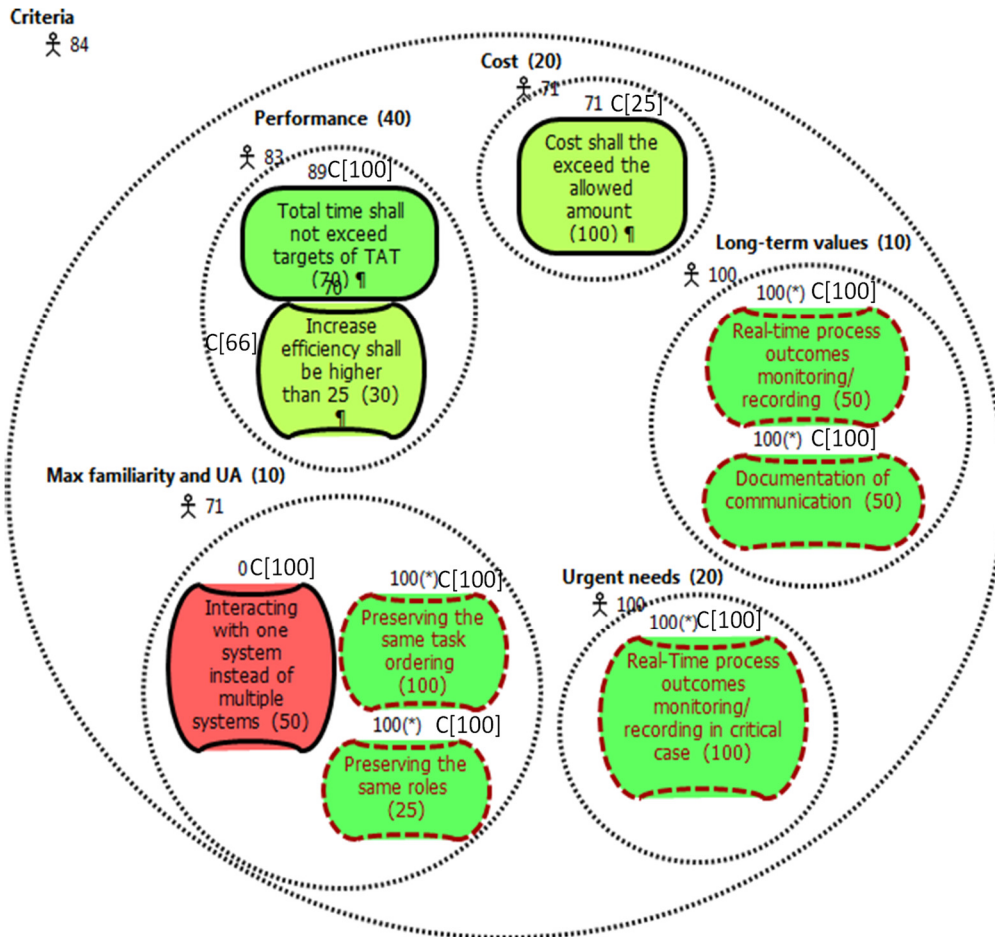 Criteria
84
Cost (20)
71
71 C[25]
Cost shall the
exceed the
allowed
amount
(100) ¶
Performance (40)
83
89C[100]
Total time shall
not exceed
targets of TAT
(70) ¶
70
C[66]
Increase
efficiency shall
be higher
than 25 (30)
¶
Long-term values (10)
100
100(*) C[100]
Real-time process
outcomes
monitoring/
recording (50)
100(*) C[100]
Documentation of
communication (50)
Max familiarity and UA (10)
71
0 C[100]
Interacting
with one
system
instead of
multiple
systems (50)
100(*) C[100]
Preserving the
same task
ordering
(100)
100(*) C[100]
Preserving the
same roles
(25)
Urgent needs (20)
100
100(*) C[100]
Real-Time process
outcomes
monitoring/
recording in critical
case (100)